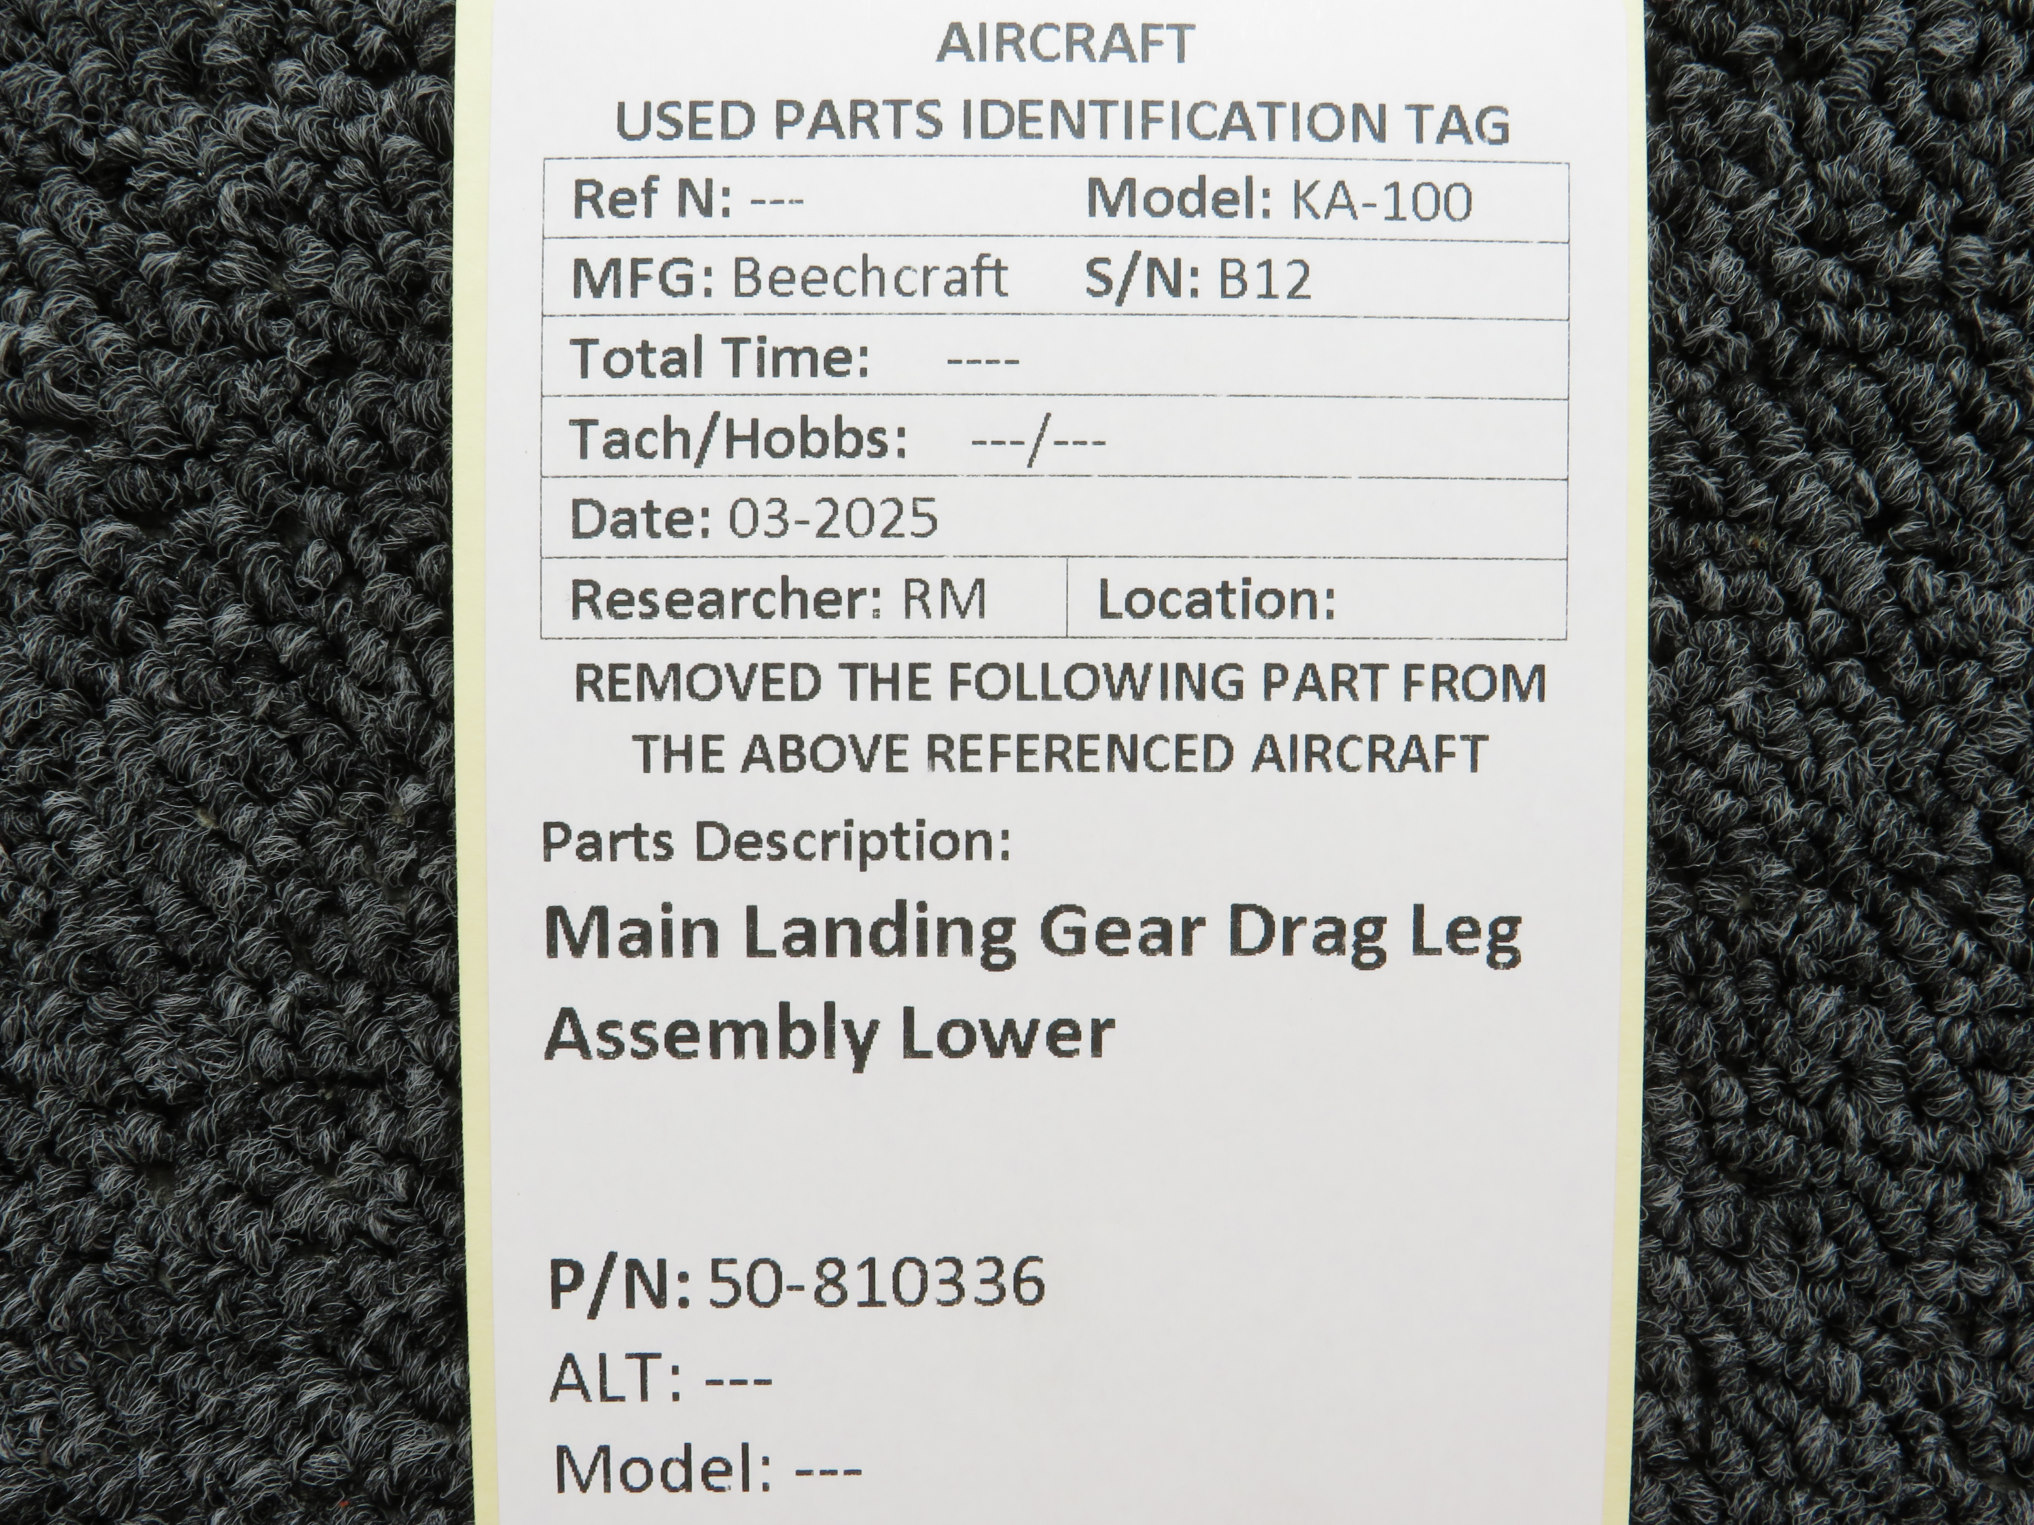 AIRCRAFT
USED PARTS IDENTIFICATION TAG
Ref N: --- Model: KA-100
MFG: Beechcraft S/N: B12
Total Time: ----
Tach/Hobbs: ---/---
Date: 03-2025
Researcher: RM Location:
REMOVED THE FOLLOWING PART FROM
THE ABOVE REFERENCED AIRCRAFT
Parts Description:
Main Landing Gear Drag Leg
Assembly Lower
P/N: 50-810336
ALT: ---
Model: ---